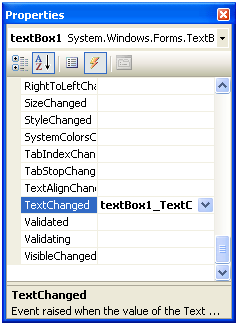 Properties
textBox1 System.Windows.Forms.TextB
RightToLeftCha
SizeChanged
StyleChanged
SystemColorsC
TabIndexChan
TabStopChang
TextAlignChang
TextChanged textBox1_TextC
Validated
Validating
VisibleChanged
TextChanged
Event raised when the value of the Text ...